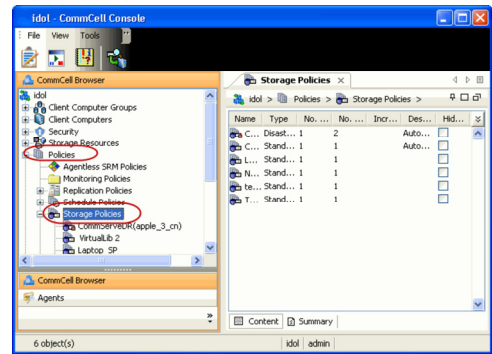 idol - CommCell Console
File View Tools
CommCell Browser
idol
Client Computer Groups
Client Computers
Security
Storage Resources
Policies
Agentless SRM Policies
Monitoring Policies
Replication Policies
Schedule Policies
Storage Policies
CommServeDR(apple_3_cn)
VirtualLib 2
Laptop_SP
CommCell Browser
Agents
Storage Policies
idol > Policies > Storage Policies >
Name Type No. ... No. ... Incr... Des... Hid...
C... Disast... 1 2 Auto...
C... Stand... 1 1 Auto...
L... Stand... 1 1
N... Stand... 1 1
te... Stand... 1 1
T... Stand... 1 1
Content Summary
6 object(s) idol admin